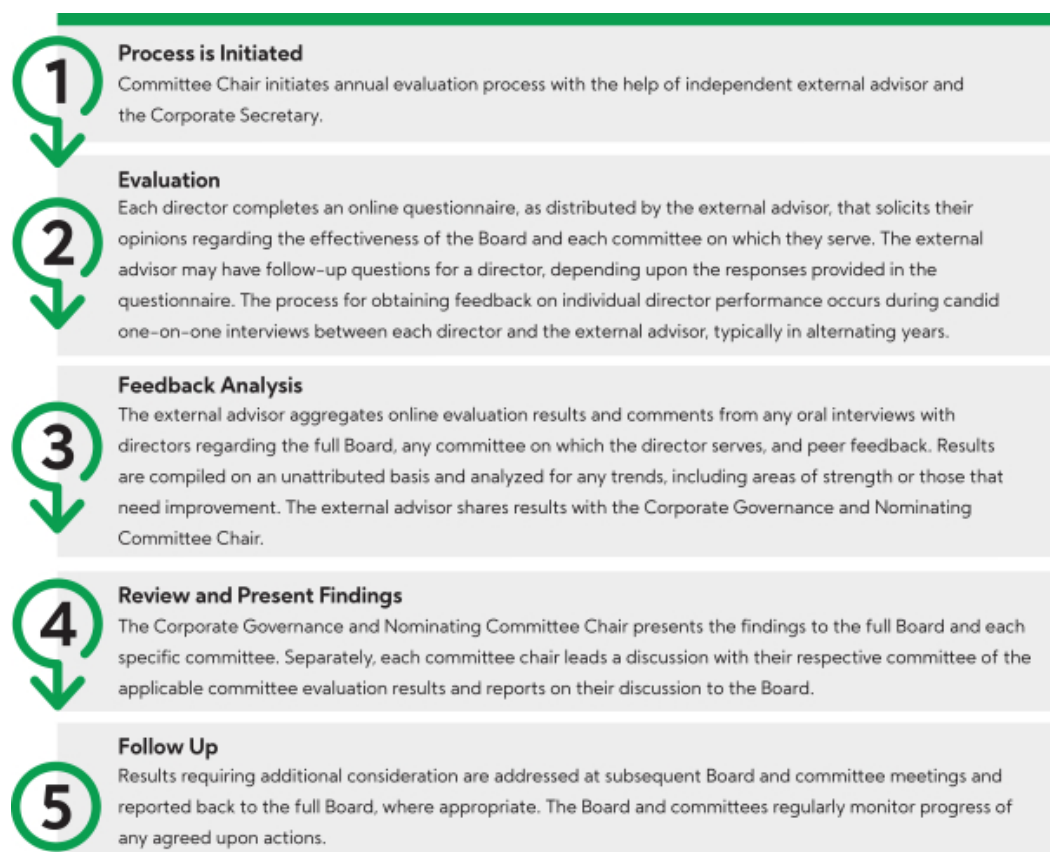 1
Process is Initiated
Committee Chair initiates annual evaluation process with the help of independent external advisor and
the Corporate Secretary.
2
Evaluation
Each director completes an online questionnaire, as distributed by the external advisor, that solicits their
opinions regarding the effectiveness of the Board and each committee on which they serve. The external
advisor may have follow-up questions for a director, depending upon the responses provided in the
questionnaire. The process for obtaining feedback on individual director performance occurs during candid
one-on-one interviews between each director and the external advisor, typically in alternating years.
3
Feedback Analysis
The external advisor aggregates online evaluation results and comments from any oral interviews with
directors regarding the full Board, any committee on which the director serves, and peer feedback. Results
are compiled on an unattributed basis and analyzed for any trends, including areas of strength or those that
need improvement. The external advisor shares results with the Corporate Governance and Nominating
Committee Chair.
4
Review and Present Findings
The Corporate Governance and Nominating Committee Chair presents the findings to the full Board and each
specific committee. Separately, each committee chair leads a discussion with their respective committee of the
applicable committee evaluation results and reports on their discussion to the Board.
5
Follow Up
Results requiring additional consideration are addressed at subsequent Board and committee meetings and
reported back to the full Board, where appropriate. The Board and committees regularly monitor progress of
any agreed upon actions.